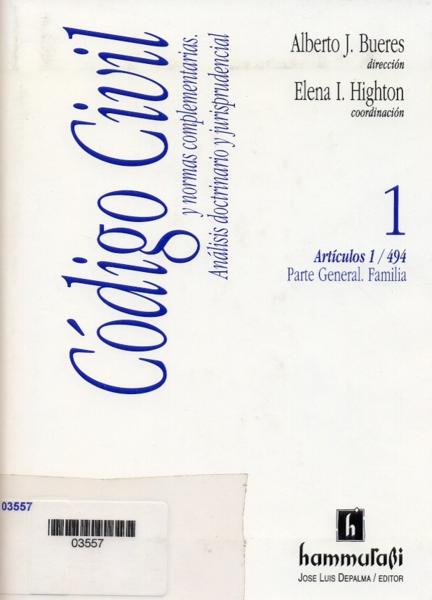 Código Civil
y normas complementarias.
Análisis doctrinario y jurisprudencial
Alberto J. Bueres
dirección
Elena I. Highton
coordinación
1
Artículos 1 / 494
Parte General. Familia
03557
03557
h
hammuraβi
JOSE LUIS DEPALMA / EDITOR